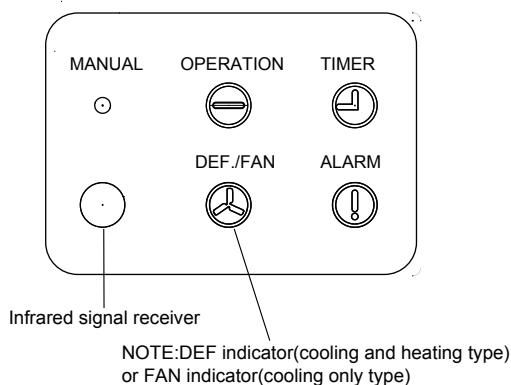 MANUAL OPERATION TIMER
DEF./FAN ALARM
Infrared signal receiver
NOTE:DEF indicator(cooling and heating type)
or FAN indicator(cooling only type)